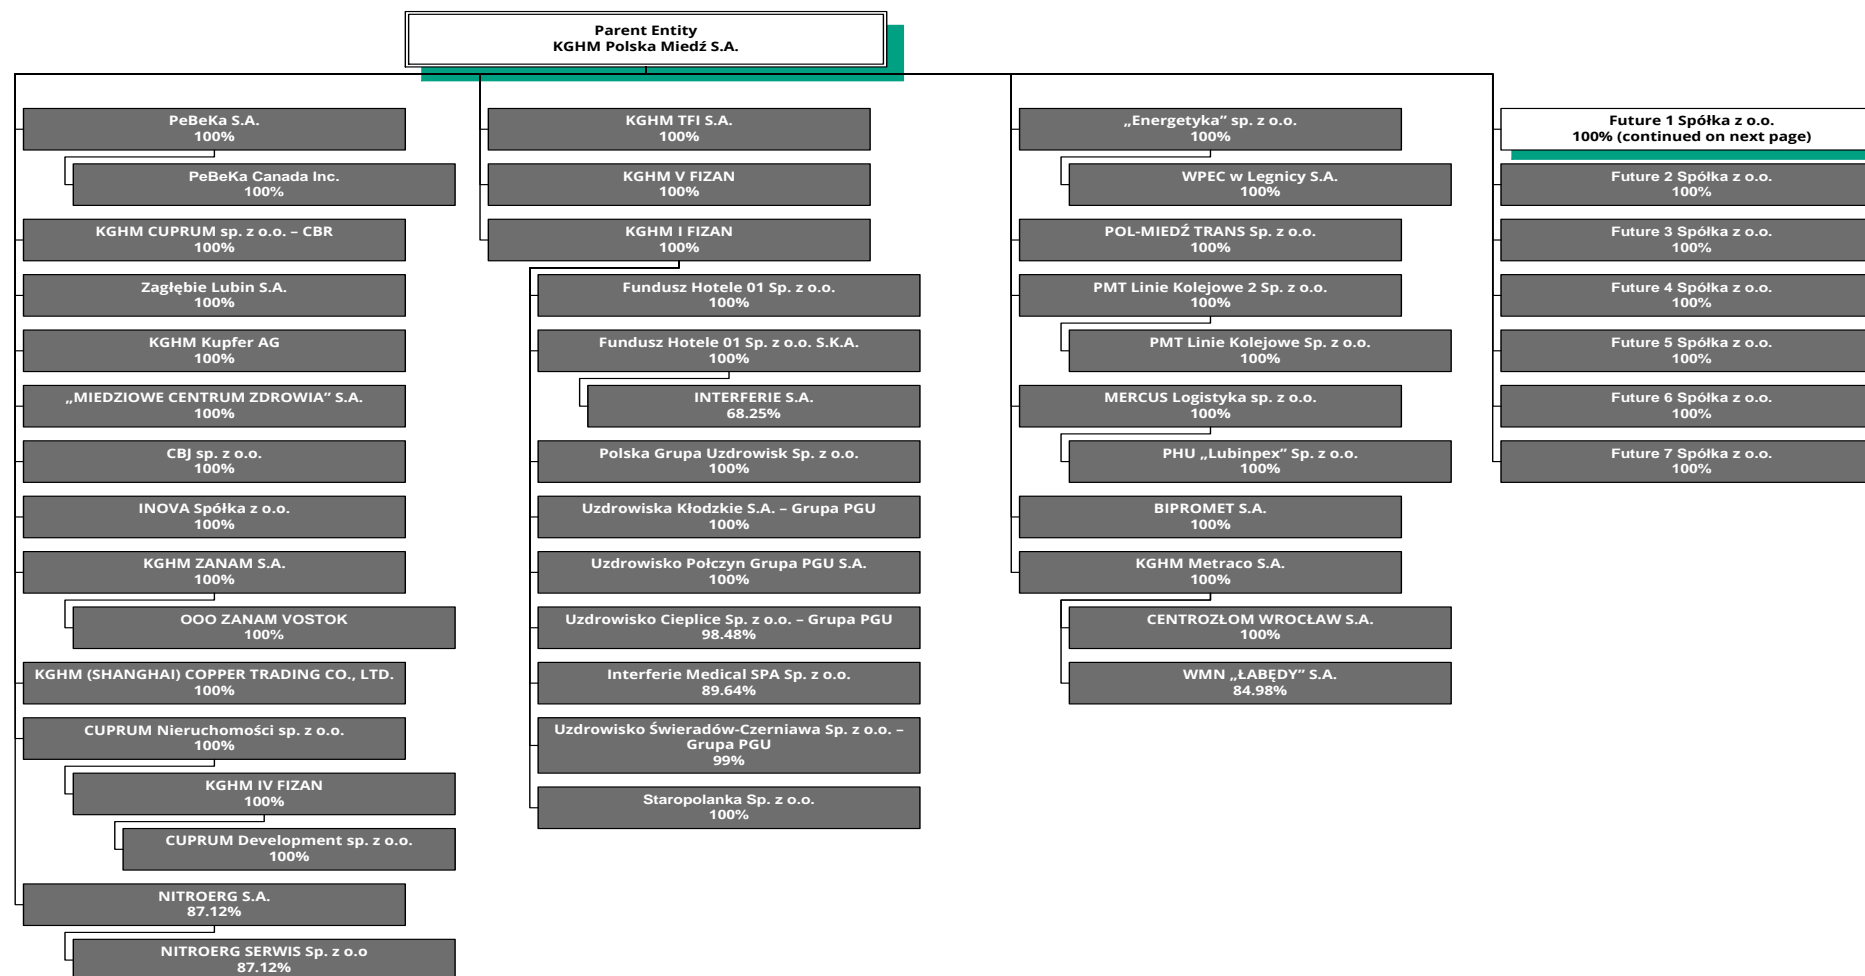 Parent Entity
KGHM Polska Miedź S.A.
PeBeKa S.A.
100%
PeBeKa Canada Inc.
100%
KGHM CUPRUM sp. z o.o. – CBR
100%
Zagłębie Lubin S.A.
100%
KGHM Kupfer AG
100%
„MIEDZIOWE CENTRUM ZDROWIA” S.A.
100%
CBJ sp. z o.o.
100%
INOVA Spółka z o.o.
100%
KGHM ZANAM S.A.
100%
OOO ZANAM VOSTOK
100%
KGHM (SHANGHAI) COPPER TRADING CO., LTD.
100%
CUPRUM Nieruchomości sp. z o.o.
100%
KGHM IV FIZAN
100%
CUPRUM Development sp. z o.o.
100%
NITROERG S.A.
87.12%
NITROERG SERWIS Sp. z o.o
87.12%
KGHM TFI S.A.
100%
KGHM V FIZAN
100%
KGHM I FIZAN
100%
Fundusz Hotele 01 Sp. z o.o.
100%
Fundusz Hotele 01 Sp. z o.o. S.K.A.
100%
INTERFERIE S.A.
68.25%
Polska Grupa Uzdrowisk Sp. z o.o.
100%
Uzdrowiska Kłodzkie S.A. – Grupa PGU
100%
Uzdrowisko Połczyn Grupa PGU S.A.
100%
Uzdrowisko Cieplice Sp. z o.o. – Grupa PGU
98.48%
Interferie Medical SPA Sp. z o.o.
89.64%
Uzdrowisko Świeradów-Czerniawa Sp. z o.o. –
Grupa PGU
99%
Staropolanka Sp. z o.o.
100%
„Energetyka” sp. z o.o.
100%
WPEC w Legnicy S.A.
100%
POL-MIEDŹ TRANS Sp. z o.o.
100%
PMT Linie Kolejowe 2 Sp. z o.o.
100%
PMT Linie Kolejowe Sp. z o.o.
100%
MERCUS Logistyka sp. z o.o.
100%
PHU „Lubinpex” Sp. z o.o.
100%
BIPROMET S.A.
100%
KGHM Metraco S.A.
100%
CENTROZŁOM WROCŁAW S.A.
100%
WMN „ŁABĘDY” S.A.
84.98%
Future 1 Spółka z o.o.
100% (continued on next page)
Future 2 Spółka z o.o.
100%
Future 3 Spółka z o.o.
100%
Future 4 Spółka z o.o.
100%
Future 5 Spółka z o.o.
100%
Future 6 Spółka z o.o.
100%
Future 7 Spółka z o.o.
100%